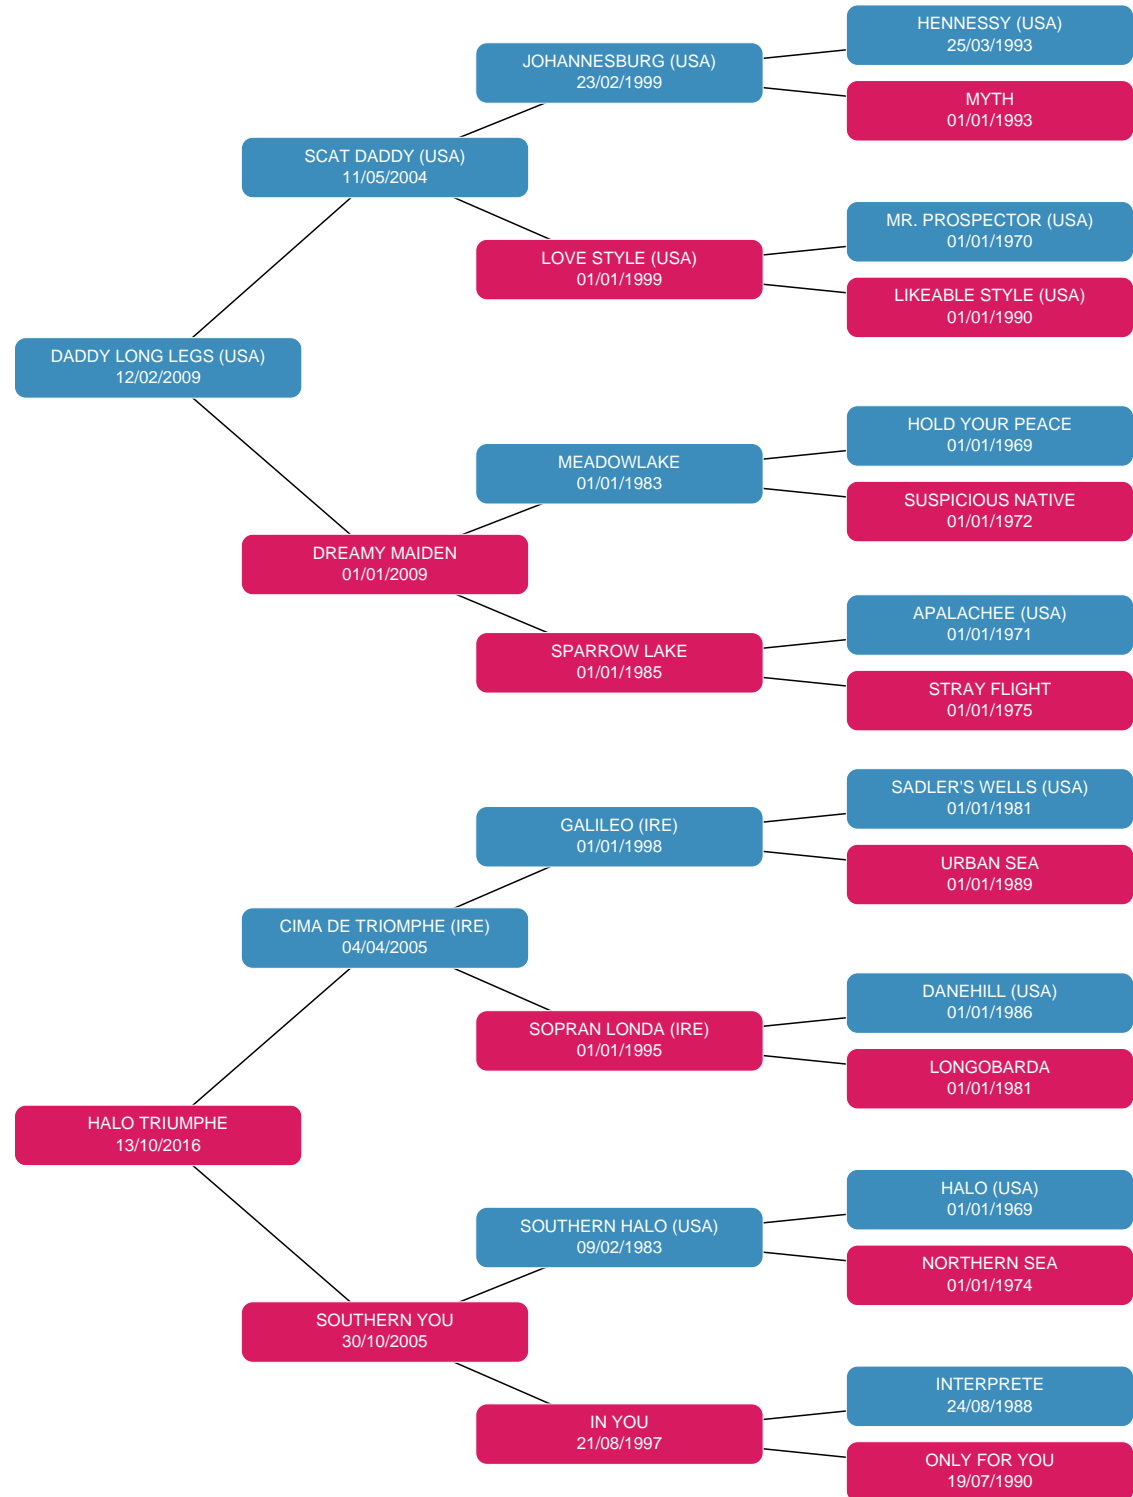 HENNESSY (USA)
25/03/1993
JOHANNESBURG (USA)
23/02/1999
MYTH
01/01/1993
SCAT DADDY (USA)
11/05/2004
MR. PROSPECTOR (USA)
01/01/1970
LOVE STYLE (USA)
01/01/1999
LIKEABLE STYLE (USA)
01/01/1990
DADDY LONG LEGS (USA)
12/02/2009
HOLD YOUR PEACE
01/01/1969
MEADOWLAKE
01/01/1983
SUSPICIOUS NATIVE
01/01/1972
DREAMY MAIDEN
01/01/2009
APALACHEE (USA)
01/01/1971
SPARROW LAKE
01/01/1985
STRAY FLIGHT
01/01/1975
SADLER'S WELLS (USA)
01/01/1981
GALILEO (IRE)
01/01/1998
URBAN SEA
01/01/1989
CIMA DE TRIOMPHE (IRE)
04/04/2005
DANEHILL (USA)
01/01/1986
SOPRAN LONDA (IRE)
01/01/1995
LONGOBARDA
01/01/1981
HALO TRIUMPHE
13/10/2016
HALO (USA)
01/01/1969
SOUTHERN HALO (USA)
09/02/1983
NORTHERN SEA
01/01/1974
SOUTHERN YOU
30/10/2005
INTERPRETE
24/08/1988
IN YOU
21/08/1997
ONLY FOR YOU
19/07/1990